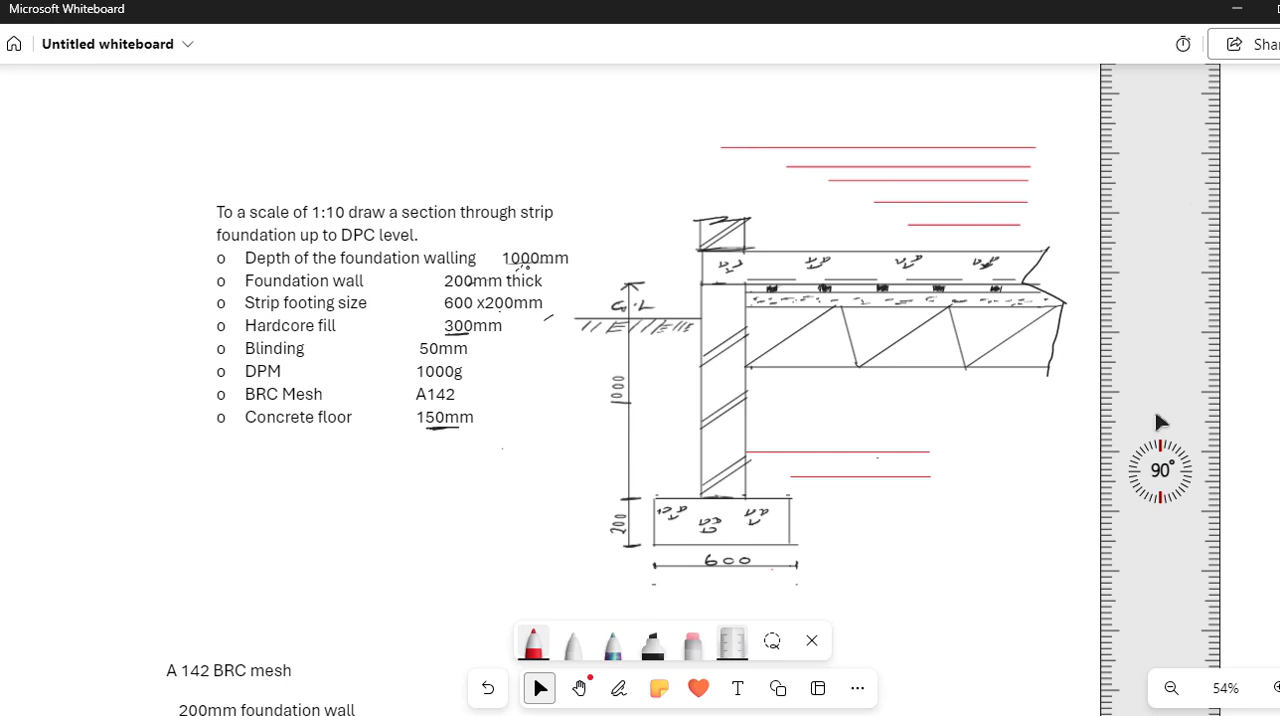 Microsoft Whiteboard
Untitled whiteboard
Shar
To a scale of 1:10 draw a section through strip
foundation up to DPC level.
o Depth of the foundation walling 1000mm
o Foundation wall 200mm thick
o Strip footing size 600 x200mm
o Hardcore fill 300mm
o Blinding 50mm
o DPM 1000g
o BRC Mesh A142
o Concrete floor 150mm
G.L
1000
200
600
90°
A 142 BRC mesh
200mm foundation wall
54%